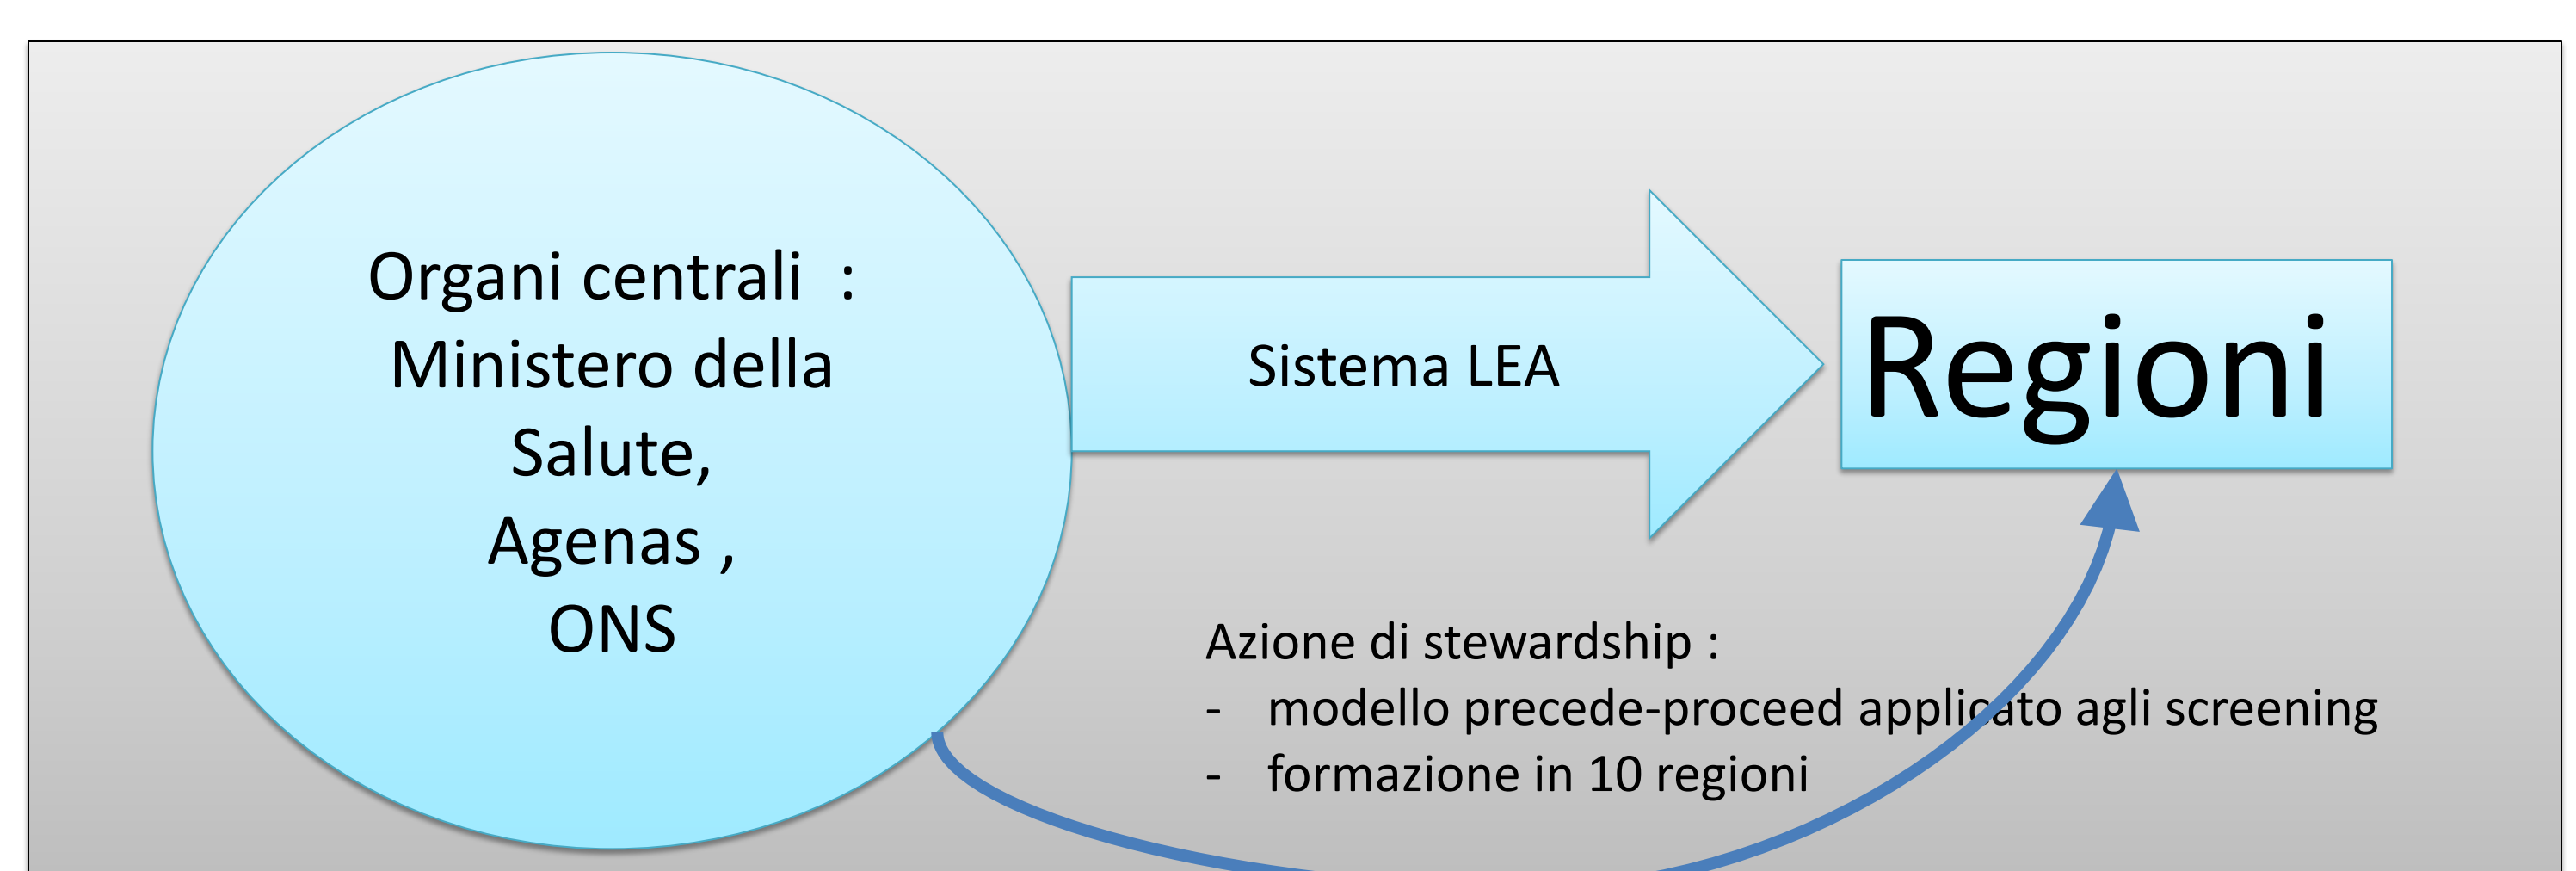 Organi centrali :
Ministero della
Salute,
Agenas ,
ONS
Sistema LEA
Regioni
Azione di stewardship :
- modello precede-proceed applicato agli screening
- formazione in 10 regioni